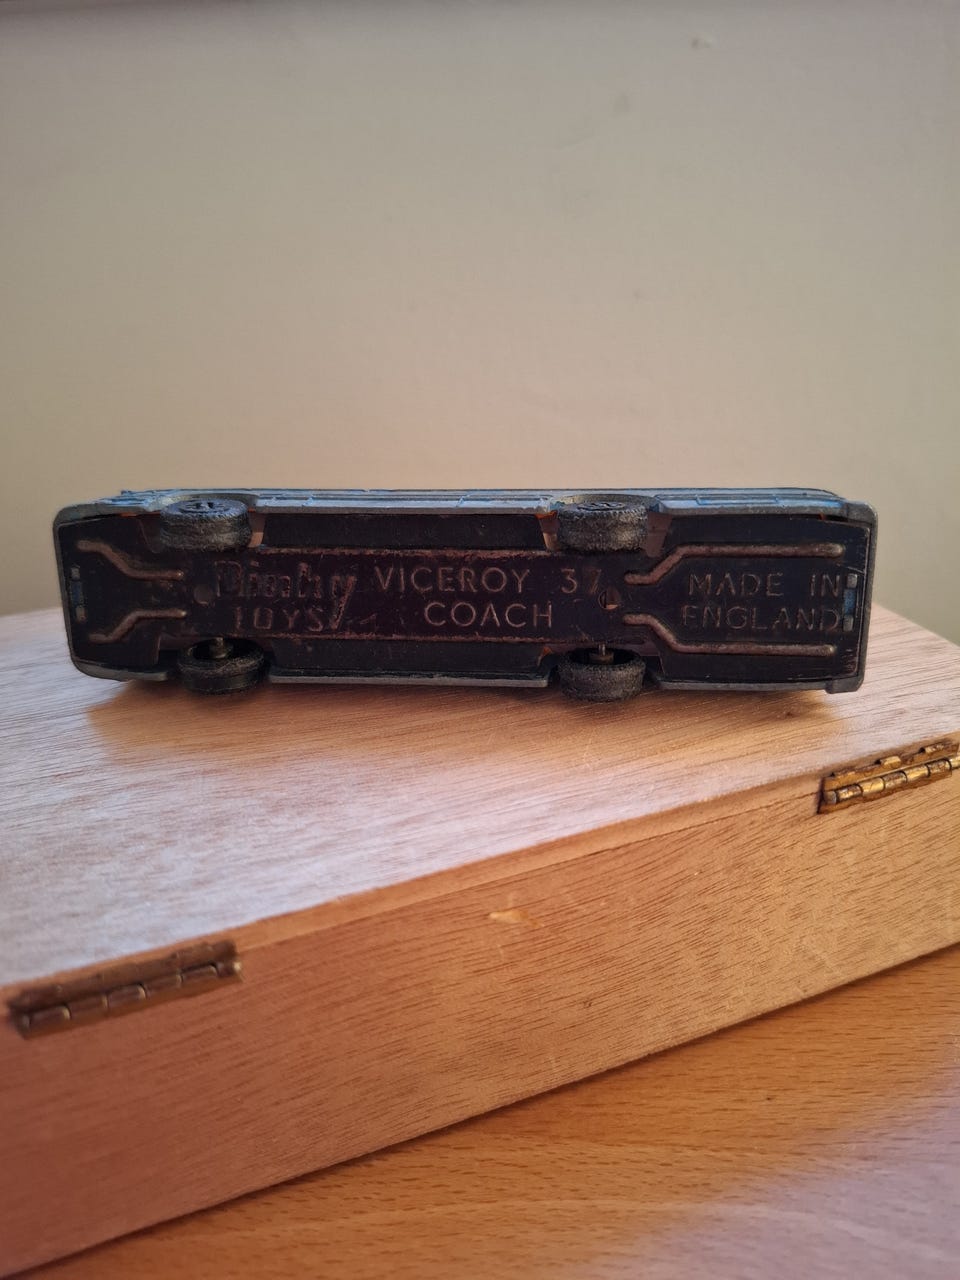 Dinky VICEROY 37 MADE IN
TOYS COACH ENGLAND